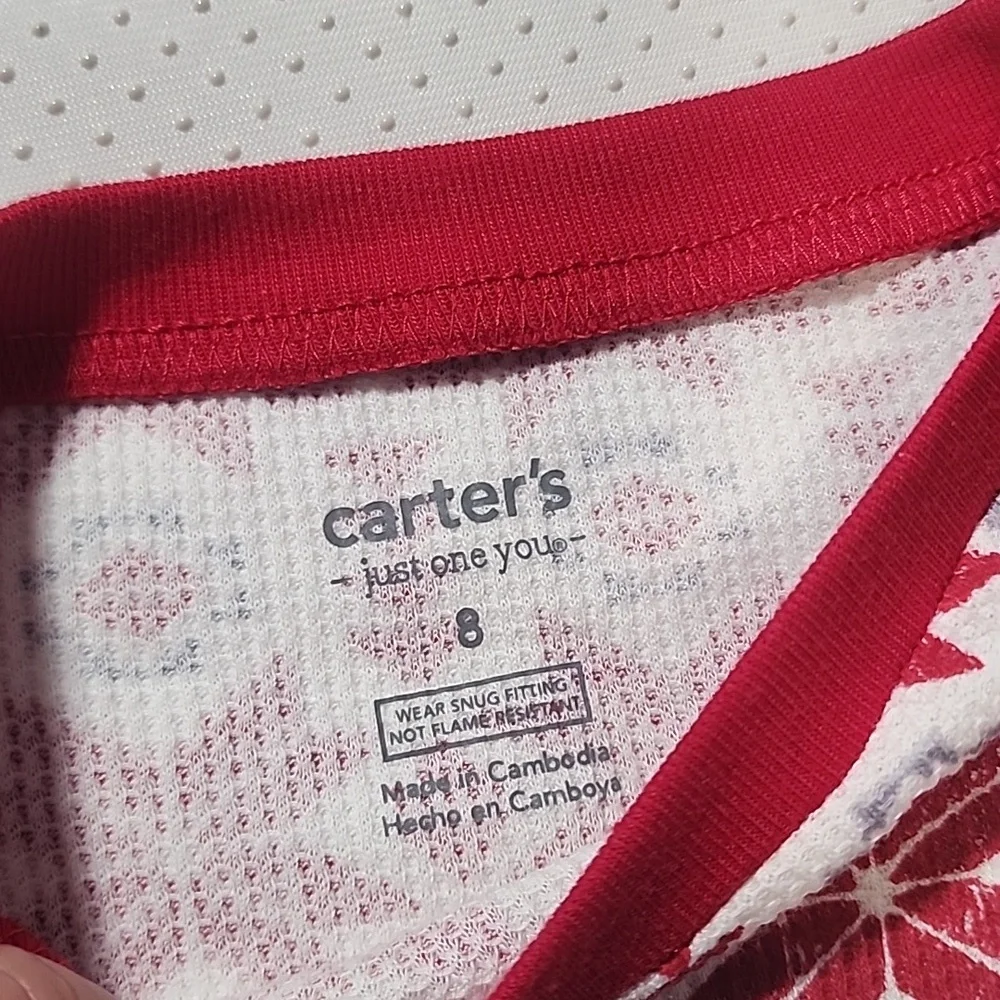 carter's
- just one you® -
8
WEAR SNUG FITTING
NOT FLAME RESISTANT
Made in Cambodia
Hecho en Camboya